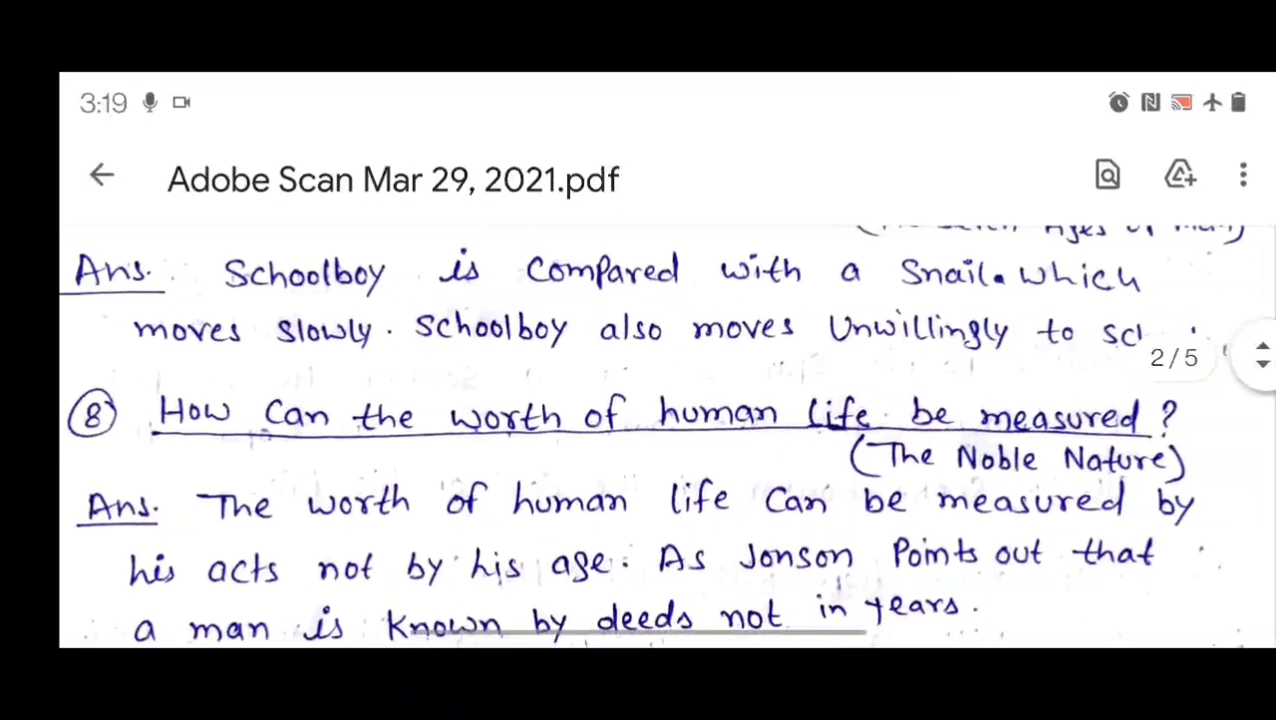 3:19
Adobe Scan Mar 29, 2021.pdf
Ages of Man)
Ans. Schoolboy is compared with a Snail. which
moves slowly. Schoolboy also moves Unwillingly to
2/5
8 How can the worth of human life be measured?
(The Noble Nature)
Ans. The worth of human life can be measured by
his acts not by his age. As Jonson Points out that
a man is known by deeds not in years.